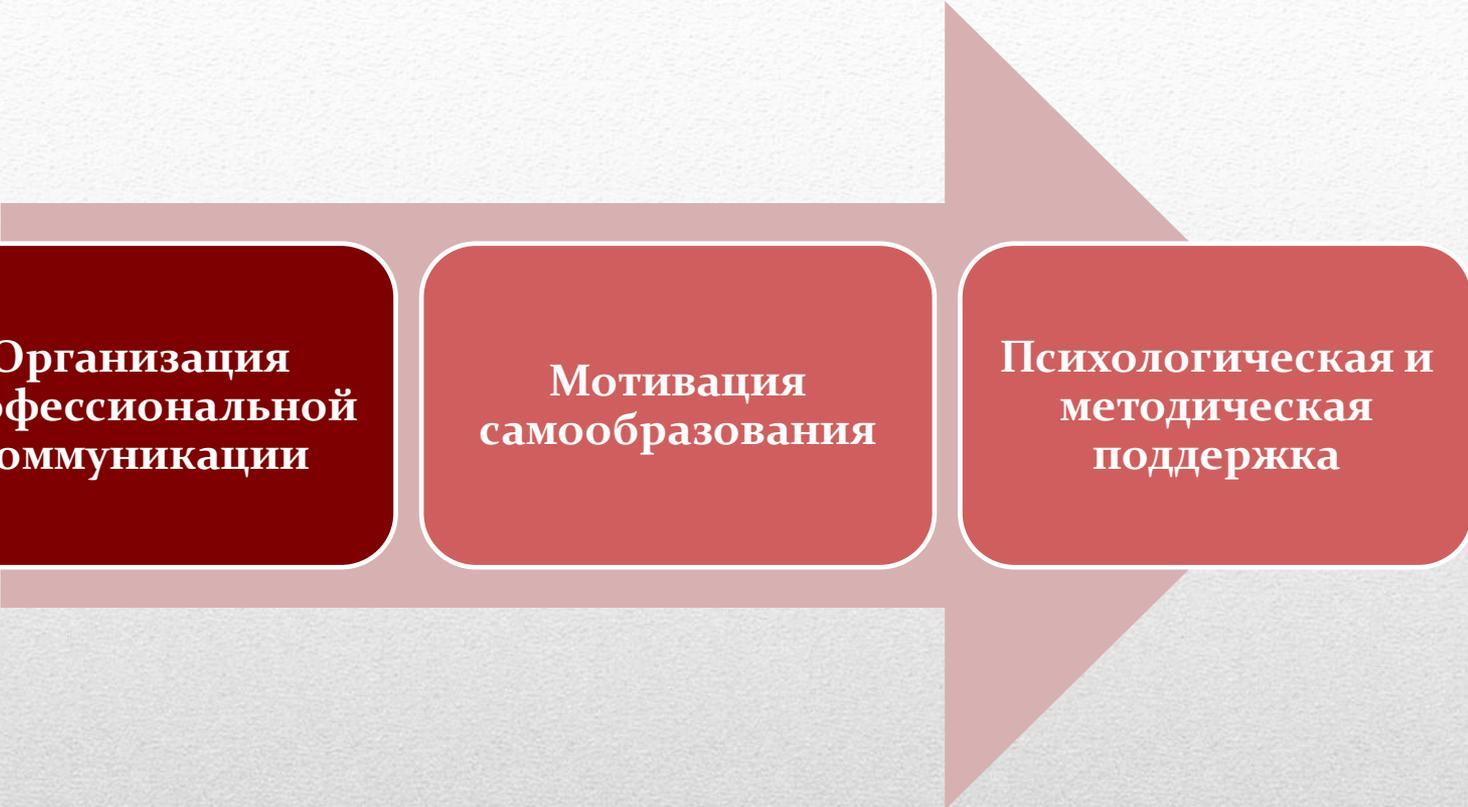 Организация
офессиональной
оммуникации
Мотивация
самообразования
Психологическая и
методическая
поддержка